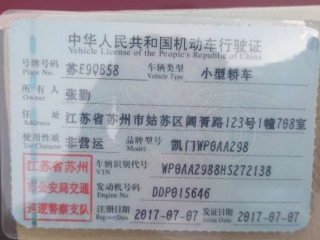 中华人民共和国机动车行驶证
Vehicle License of the People's Republic of China
号牌号码 苏E9QB58 车辆类型 小型轿车
Plate No. Vehicle Type
所有人 张勤
Owner
住址 江苏省苏州市姑苏区阊胥路123号1幢708室
Address
使用性质 非营运 品牌型号 凯门WP0AA298
Use Character Model
江苏省苏州 车辆识别代号 WP0AA2988HS272138
VIN
市公安局交通 发动机号码 DDP015646
Engine No.
巡逻警察支队 注册日期 2017-07-07 发证日期 2017-07-07
Register Date Issue Date